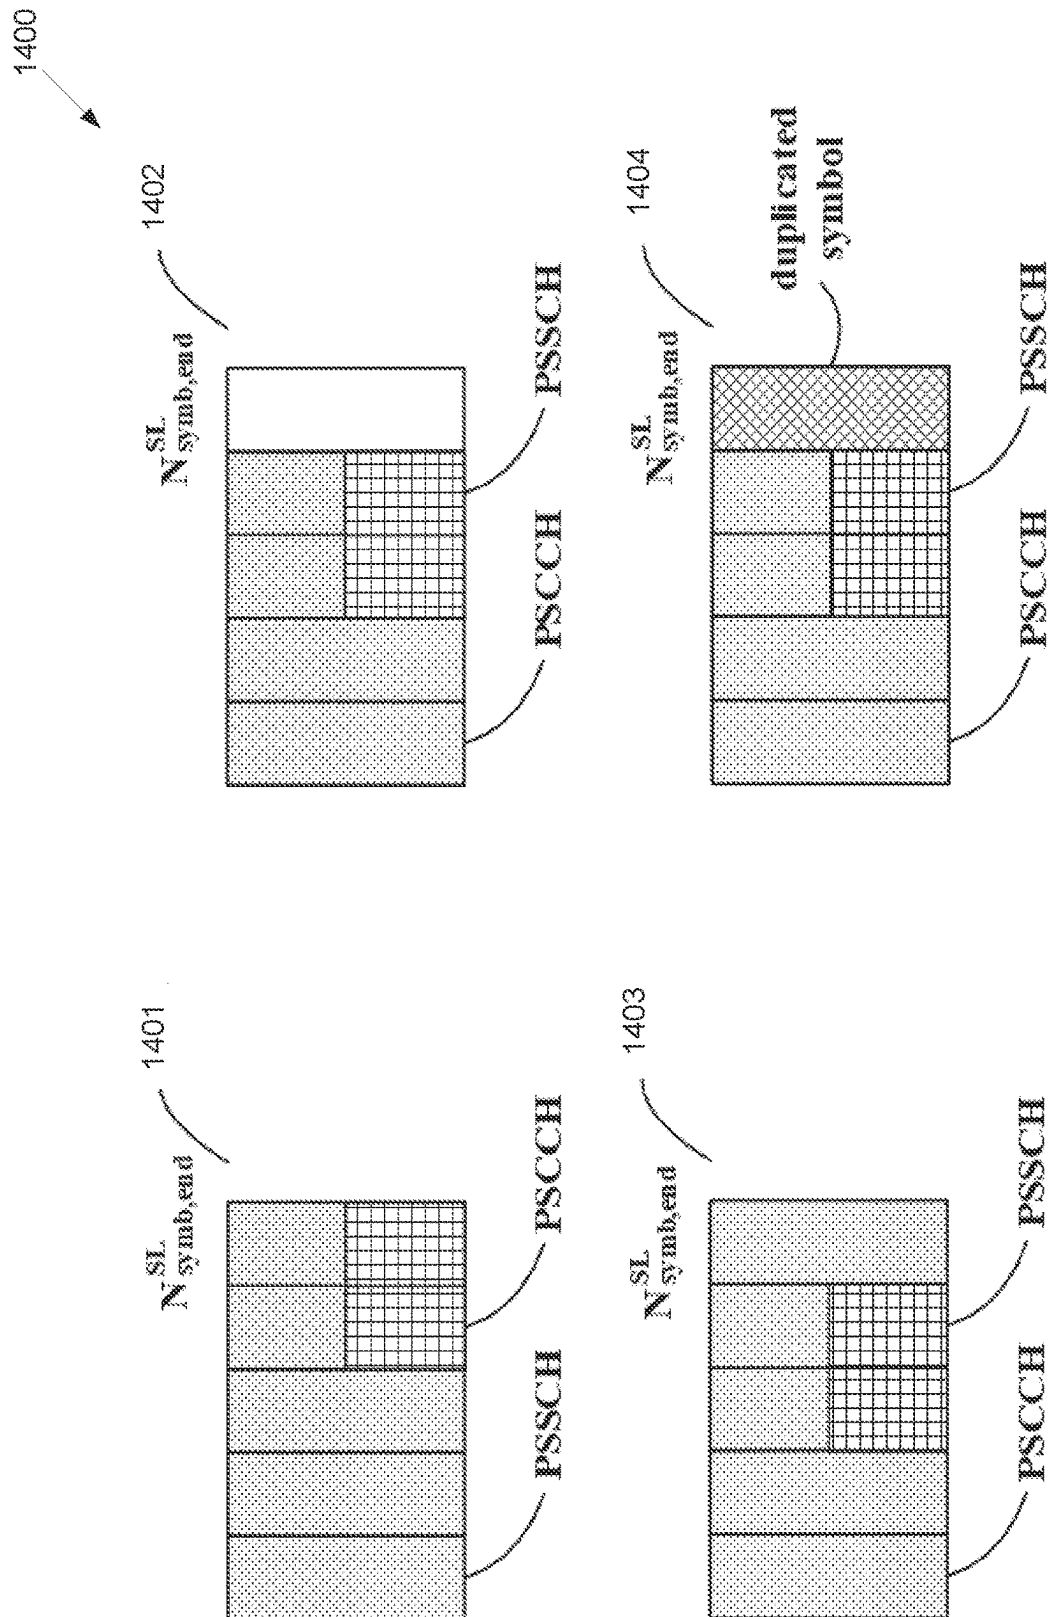 1400
1401
N^SL_symb,end
PSSCH
PSCCH
1402
N^SL_symb,end
PSCCH
PSSCH
1403
N^SL_symb,end
PSCCH
PSSCH
1404
N^SL_symb,end
duplicated
symbol
PSCCH
PSSCH